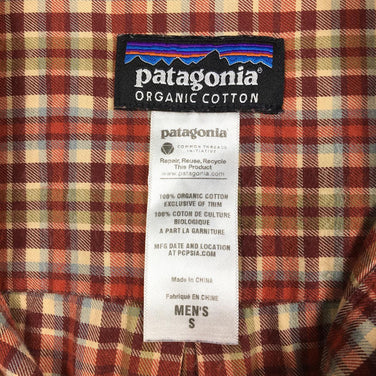 patagonia®
ORGANIC COTTON
patagonia®
COMMON THREADS
INITIATIVE
Repair, Reuse, Recycle
This Product
www.patagonia.com
100% ORGANIC COTTON
EXCLUSIVE OF TRIM
100% COTON DE CULTURE
BIOLOGIQUE
A PART LA GARNITURE
MFG DATE AND LOCATION
AT PCPSIA.COM
Made in CHINA
Fabriqué EN CHINE
MEN'S
S